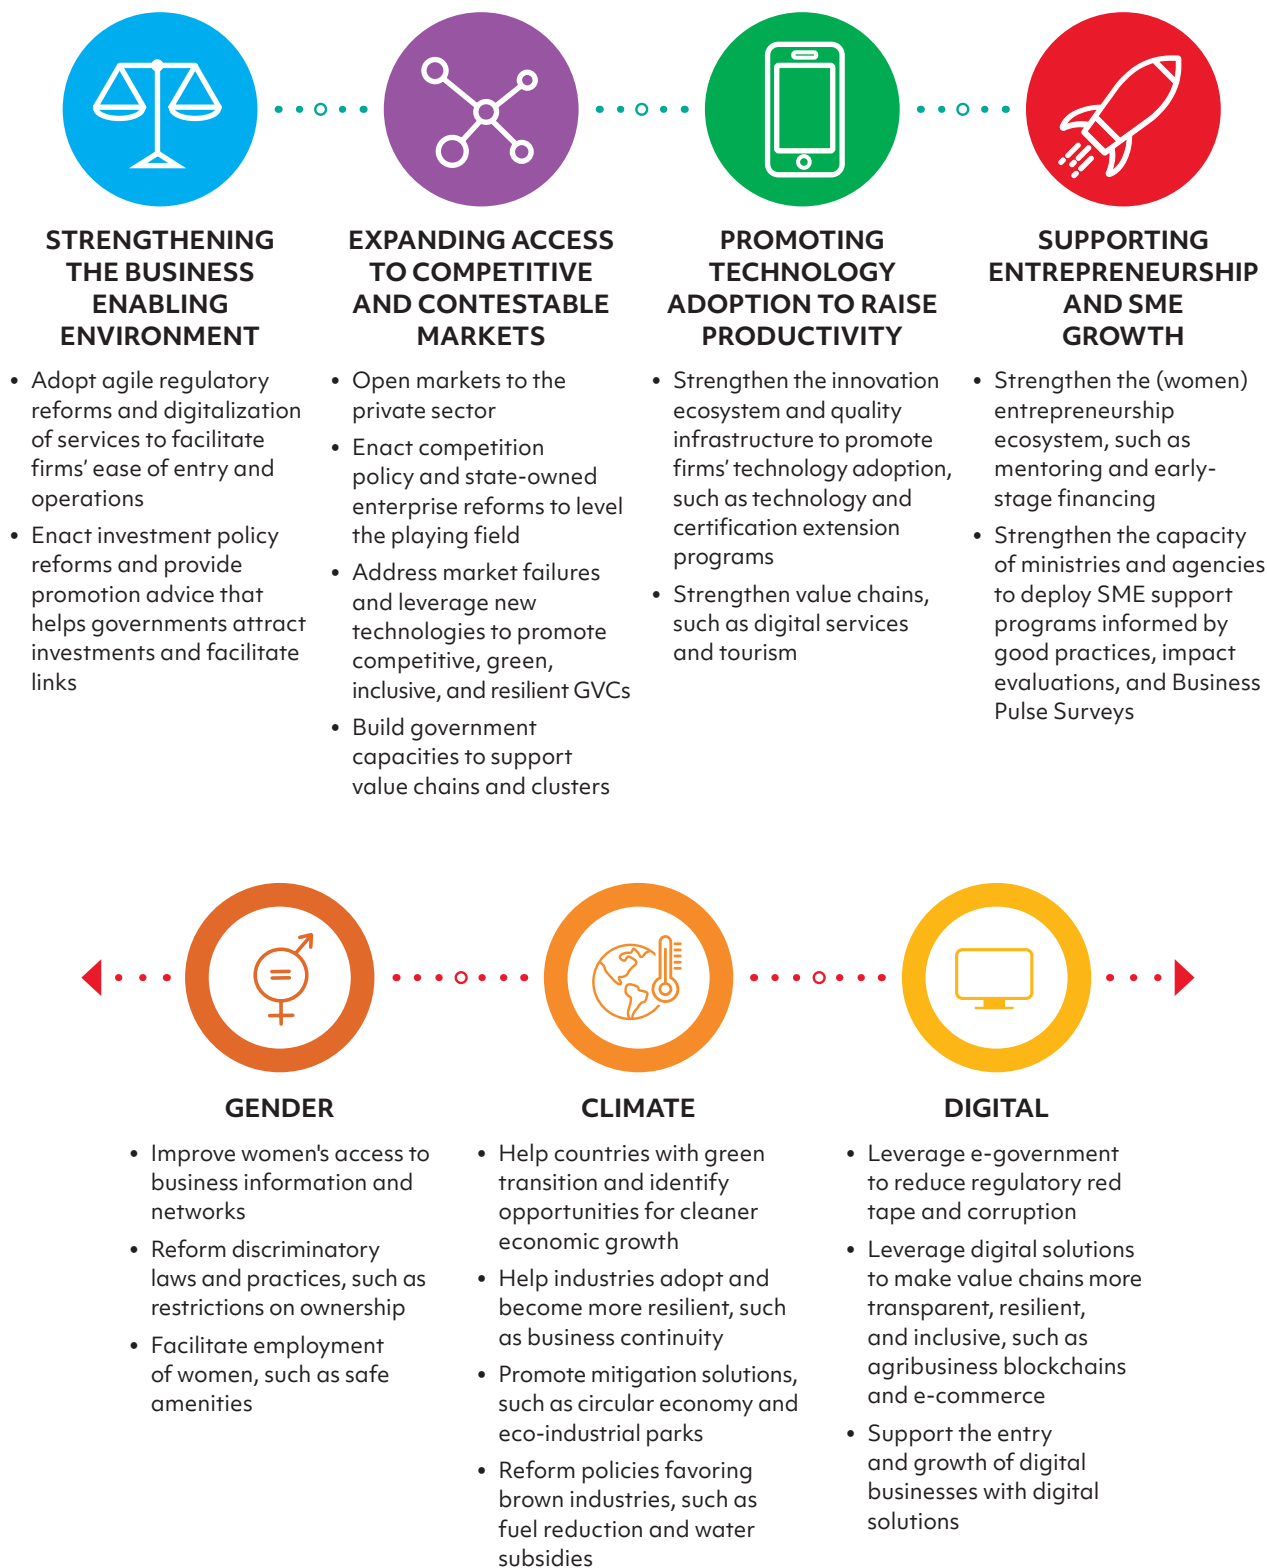 STRENGTHENING
THE BUSINESS
ENABLING
ENVIRONMENT
• Adopt agile regulatory
reforms and digitalization
of services to facilitate
firms’ ease of entry and
operations
• Enact investment policy
reforms and provide
promotion advice that
helps governments attract
investments and facilitate
links
EXPANDING ACCESS
TO COMPETITIVE
AND CONTESTABLE
MARKETS
• Open markets to the
private sector
• Enact competition
policy and state-owned
enterprise reforms to level
the playing field
• Address market failures
and leverage new
technologies to promote
competitive, green,
inclusive, and resilient GVCs
• Build government
capacities to support
value chains and clusters
PROMOTING
TECHNOLOGY
ADOPTION TO RAISE
PRODUCTIVITY
• Strengthen the innovation
ecosystem and quality
infrastructure to promote
firms’ technology adoption,
such as technology and
certification extension
programs
• Strengthen value chains,
such as digital services
and tourism
SUPPORTING
ENTREPRENEURSHIP
AND SME
GROWTH
• Strengthen the (women)
entrepreneurship
ecosystem, such as
mentoring and early-
stage financing
• Strengthen the capacity
of ministries and agencies
to deploy SME support
programs informed by
good practices, impact
evaluations, and Business
Pulse Surveys
GENDER
• Improve women's access to
business information and
networks
• Reform discriminatory
laws and practices, such as
restrictions on ownership
• Facilitate employment
of women, such as safe
amenities
CLIMATE
• Help countries with green
transition and identify
opportunities for cleaner
economic growth
• Help industries adopt and
become more resilient, such
as business continuity
• Promote mitigation solutions,
such as circular economy and
eco-industrial parks
• Reform policies favoring
brown industries, such as
fuel reduction and water
subsidies
DIGITAL
• Leverage e-government
to reduce regulatory red
tape and corruption
• Leverage digital solutions
to make value chains more
transparent, resilient,
and inclusive, such as
agribusiness blockchains
and e-commerce
• Support the entry
and growth of digital
businesses with digital
solutions